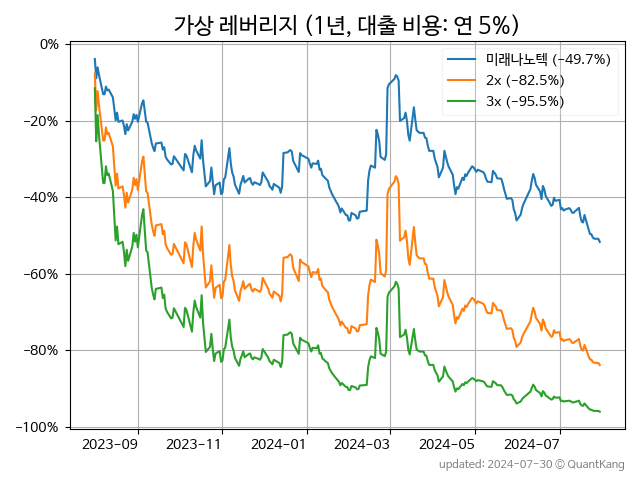 가상 레버리지 (1년, 대출 비용: 연 5%)
미래나노텍 (−49.7%)
2x (−82.5%)
3x (−95.5%)
0%
−20%
−40%
−60%
−80%
−100%
2023-09 2023-11 2024-01 2024-03 2024-05 2024-07
updated: 2024-07-30 © QuantKang